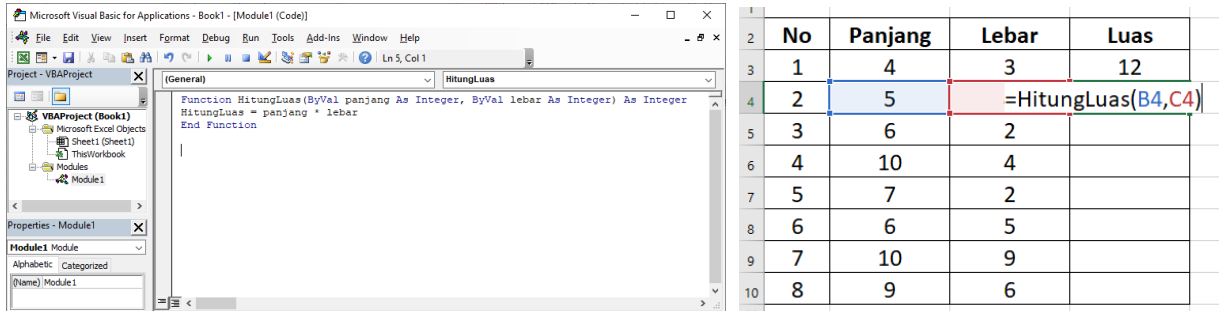 Microsoft Visual Basic for Applications - Book1 - [Module1 (Code)]
File Edit View Insert Format Debug Run Tools Add-Ins Window Help
Ln 5, Col 1
Project - VBAProject
VBAProject (Book1)
Microsoft Excel Objects
Sheet1 (Sheet1)
ThisWorkbook
Modules
Module1
Properties - Module1
Module1 Module
Alphabetic Categorized
(Name) Module1
(General) HitungLuas
Function HitungLuas(ByVal panjang As Integer, ByVal lebar As Integer) As Integer
HitungLuas = panjang * lebar
End Function
2 No Panjang Lebar Luas
3 1 4 3 12
4 2 5 =HitungLuas(B4,C4)
5 3 6 2
6 4 10 4
7 5 7 2
8 6 6 5
9 7 10 9
10 8 9 6